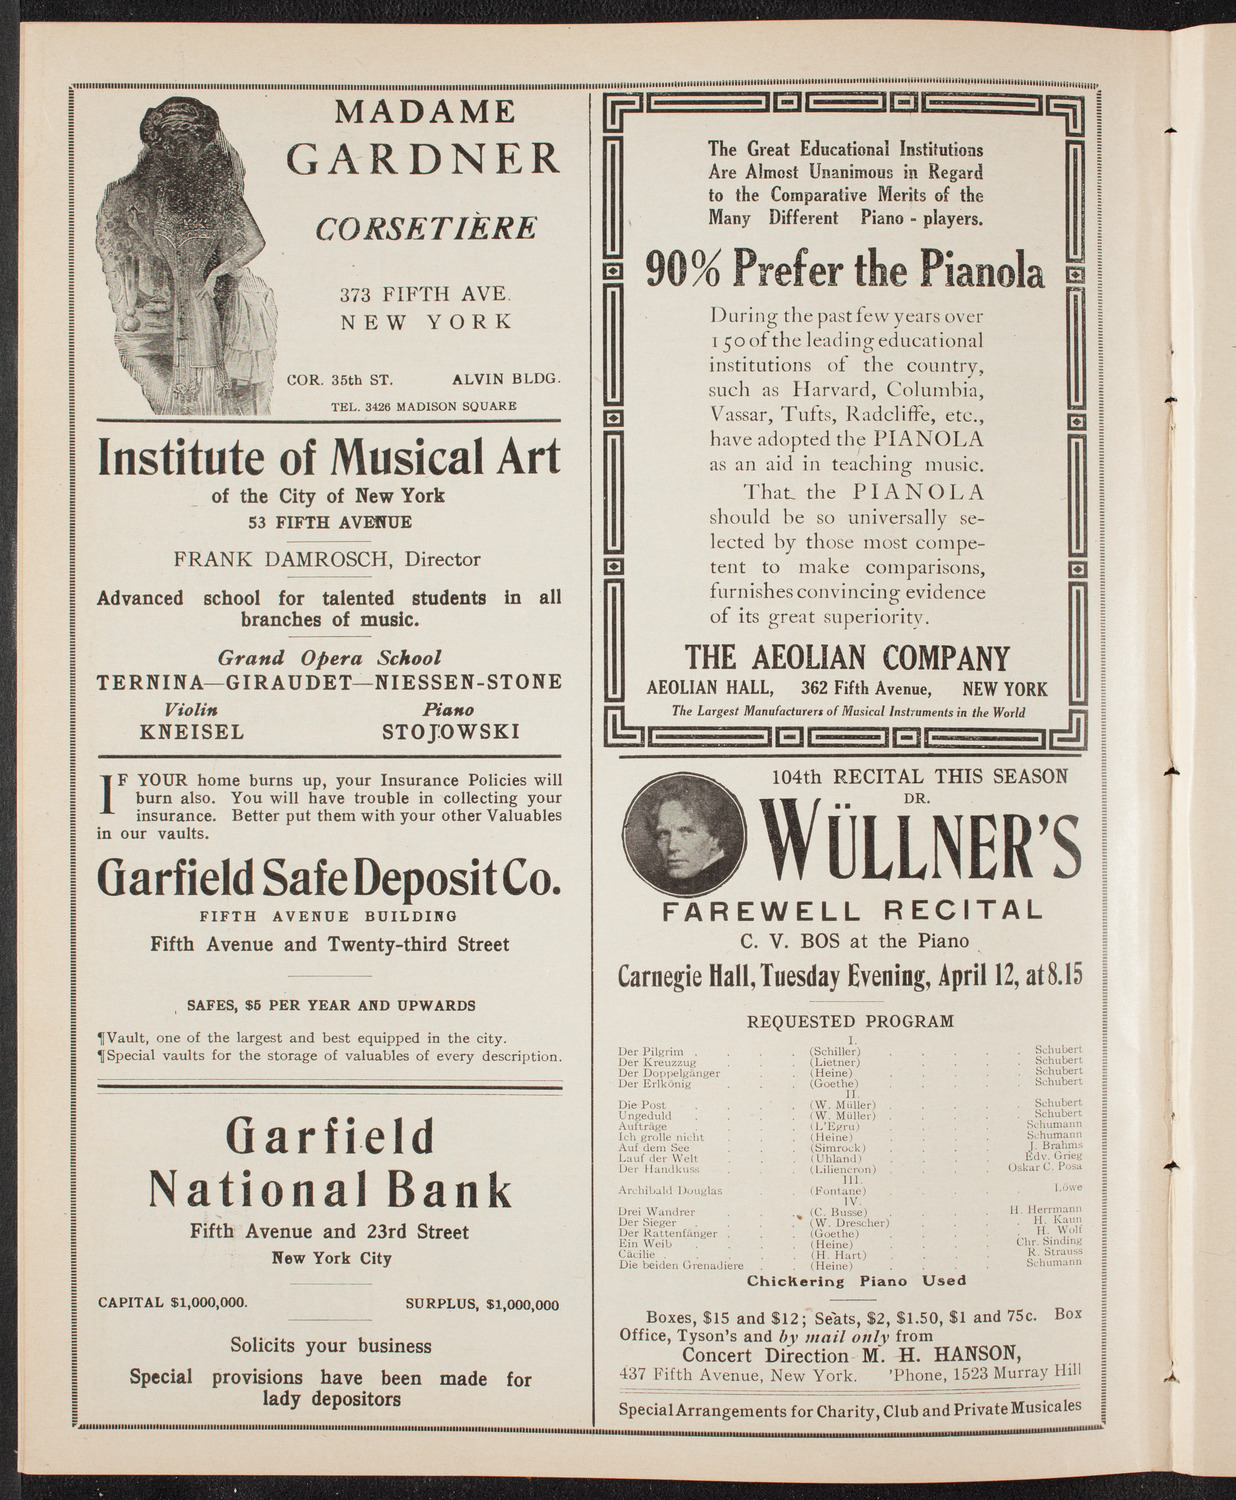 MADAME
GARDNER
CORSETIÈRE
373 FIFTH AVE.
NEW YORK
COR. 35th ST. ALVIN BLDG.
TEL. 3426 MADISON SQUARE
Institute of Musical Art
of the City of New York
53 FIFTH AVENUE
FRANK DAMROSCH, Director
Advanced school for talented students in all
branches of music.
Grand Opera School
TERNINA—GIRAUDET—NIESSEN-STONE
Violin Piano
KNEISEL STOJOWSKI
IF YOUR home burns up, your Insurance Policies will
burn also. You will have trouble in collecting your
insurance. Better put them with your other Valuables
in our vaults.
Garfield Safe Deposit Co.
FIFTH AVENUE BUILDING
Fifth Avenue and Twenty-third Street
SAFES, $5 PER YEAR AND UPWARDS
¶Vault, one of the largest and best equipped in the city.
¶Special vaults for the storage of valuables of every description.
Garfield
National Bank
Fifth Avenue and 23rd Street
New York City
CAPITAL $1,000,000. SURPLUS, $1,000,000
Solicits your business
Special provisions have been made for
lady depositors
The Great Educational Institutions
Are Almost Unanimous in Regard
to the Comparative Merits of the
Many Different Piano - players.
90% Prefer the Pianola
During the past few years over
150 of the leading educational
institutions of the country,
such as Harvard, Columbia,
Vassar, Tufts, Radcliffe, etc.,
have adopted the PIANOLA
as an aid in teaching music.
That the PIANOLA
should be so universally se-
lected by those most compe-
tent to make comparisons,
furnishes convincing evidence
of its great superiority.
THE AEOLIAN COMPANY
AEOLIAN HALL, 362 Fifth Avenue, NEW YORK
The Largest Manufacturers of Musical Instruments in the World
104th RECITAL THIS SEASON
DR.
WÜLLNER'S
FAREWELL RECITAL
C. V. BOS at the Piano
Carnegie Hall, Tuesday Evening, April 12, at 8.15
REQUESTED PROGRAM
I.
Der Pilgrim . . . . (Schiller) . . . . . Schubert
Der Kreuzzug . . . (Lietner) . . . . . Schubert
Der Doppelgänger . . . (Heine) . . . . . Schubert
Der Erlkönig . . . (Goethe) . . . . . Schubert
II.
Die Post . . . . (W. Müller) . . . . . Schubert
Ungeduld . . . . (W. Müller) . . . . . Schubert
Aufträge . . . . (L'Egru) . . . . . Schumann
Ich grolle nicht . . . (Heine) . . . . . Schumann
Auf dem See . . . (Simrock) . . . . . J. Brahms
Lauf der Welt . . . (Uhland) . . . . . Edv. Grieg
Der Handkuss . . . (Liliencron) . . . . Oskar C. Posa
III.
Archibald Douglas . . . (Fontane) . . . . . Löwe
IV.
Drei Wandrer . . . (C. Busse) . . . . H. Herrmann
Der Sieger . . . . (W. Drescher) . . . . . H. Kaun
Der Rattenfänger . . . (Goethe) . . . . . H. Wolf
Ein Weib . . . . (Heine) . . . . Chr. Sinding
Cäcilie . . . . (H. Hart) . . . . . R. Strauss
Die beiden Grenadiere . . (Heine) . . . . . Schumann
Chickering Piano Used
Boxes, $15 and $12; Seats, $2, $1.50, $1 and 75c. Box
Office, Tyson's and by mail only from
Concert Direction M. H. HANSON,
437 Fifth Avenue, New York. 'Phone, 1523 Murray Hill
Special Arrangements for Charity, Club and Private Musicales